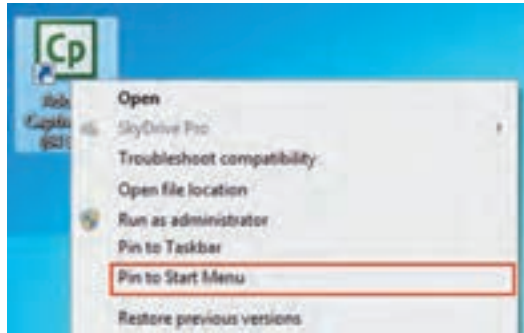 Cp
Open
SkyDrive Pro
Troubleshoot compatibility
Open file location
Run as administrator
Pin to Taskbar
Pin to Start Menu
Restore previous versions